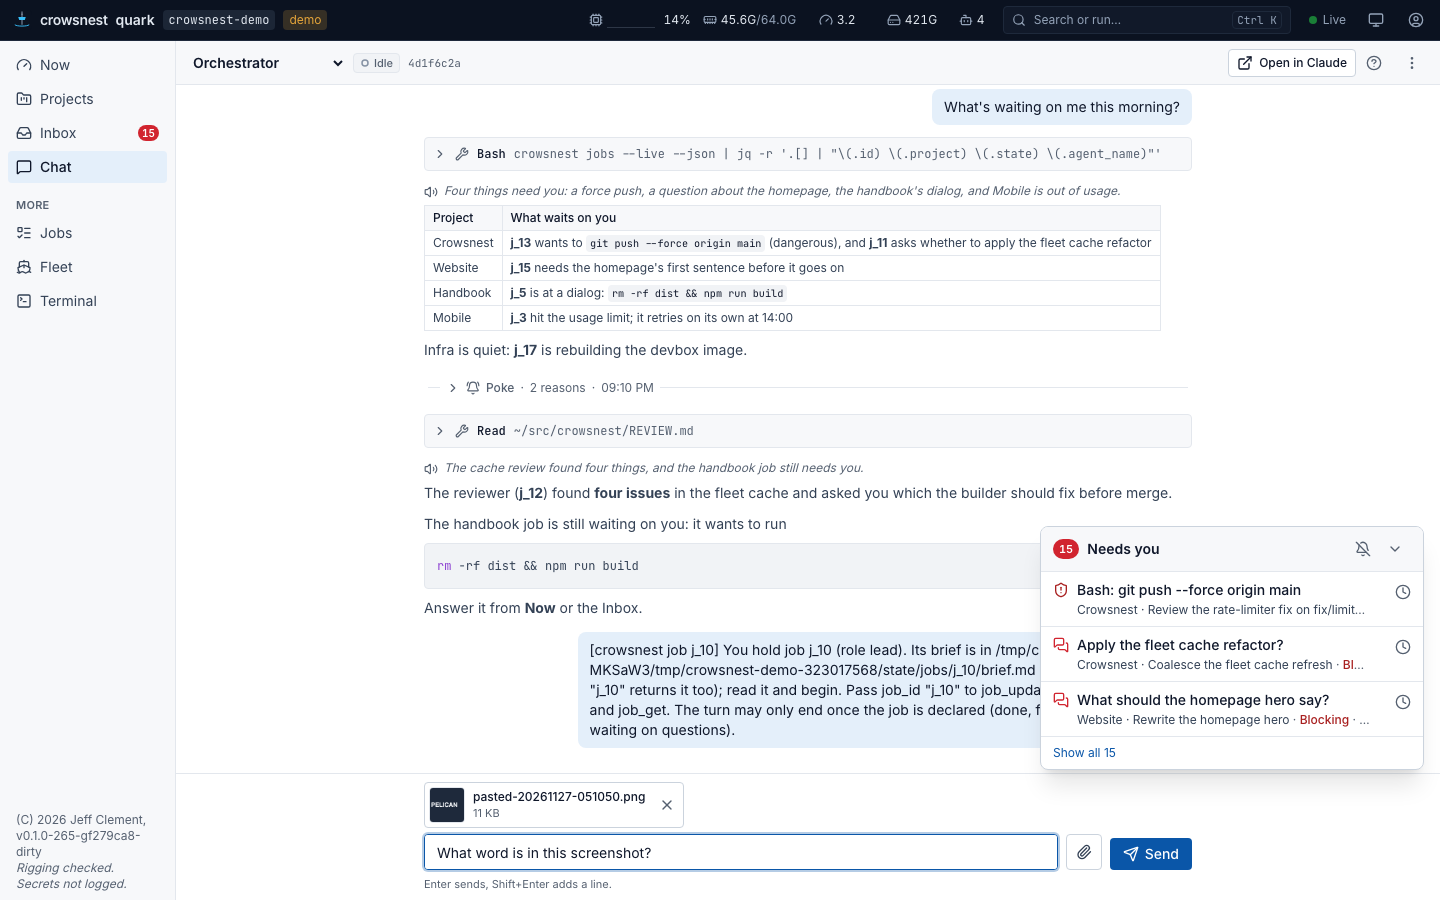 crowsnest quark crowsnest-demo demo
14% 45.6G/64.0G 3.2 421G 4
Search or run... Ctrl K
Live
Now
Projects
Inbox 15
Chat
MORE
Jobs
Fleet
Terminal
(C) 2026 Jeff Clement,
v0.1.0-265-gf279ca8-
dirty
Rigging checked.
Secrets not logged.
Orchestrator Idle 4d1f6c2a
Open in Claude
What's waiting on me this morning?
Bash crowsnest jobs --live --json | jq -r '.[] | "\(.id) \(.project) \(.state) \(.agent_name)"'
Four things need you: a force push, a question about the homepage, the handbook's dialog, and Mobile is out of usage.
Project What waits on you
Crowsnest j_13 wants to git push --force origin main (dangerous), and j_11 asks whether to apply the fleet cache refactor
Website j_15 needs the homepage's first sentence before it goes on
Handbook j_5 is at a dialog: rm -rf dist && npm run build
Mobile j_3 hit the usage limit; it retries on its own at 14:00
Infra is quiet: j_17 is rebuilding the devbox image.
Poke · 2 reasons · 09:10 PM
Read ~/src/crowsnest/REVIEW.md
The cache review found four things, and the handbook job still needs you.
The reviewer (j_12) found four issues in the fleet cache and asked you which the builder should fix before merge.
The handbook job is still waiting on you: it wants to run
rm -rf dist && npm run build
Answer it from Now or the Inbox.
[crowsnest job j_10] You hold job j_10 (role lead). Its brief is in /tmp/c
MKSaW3/tmp/crowsnest-demo-323017568/state/jobs/j_10/brief.md
"j_10" returns it too); read it and begin. Pass job_id "j_10" to job_upda
and job_get. The turn may only end once the job is declared (done, f
waiting on questions).
15 Needs you
Bash: git push --force origin main
Crowsnest · Review the rate-limiter fix on fix/limit...
Apply the fleet cache refactor?
Crowsnest · Coalesce the fleet cache refresh · Bl...
What should the homepage hero say?
Website · Rewrite the homepage hero · Blocking · ...
Show all 15
PELICAN
pasted-20261127-051050.png
11 KB
What word is in this screenshot?
Send
Enter sends, Shift+Enter adds a line.